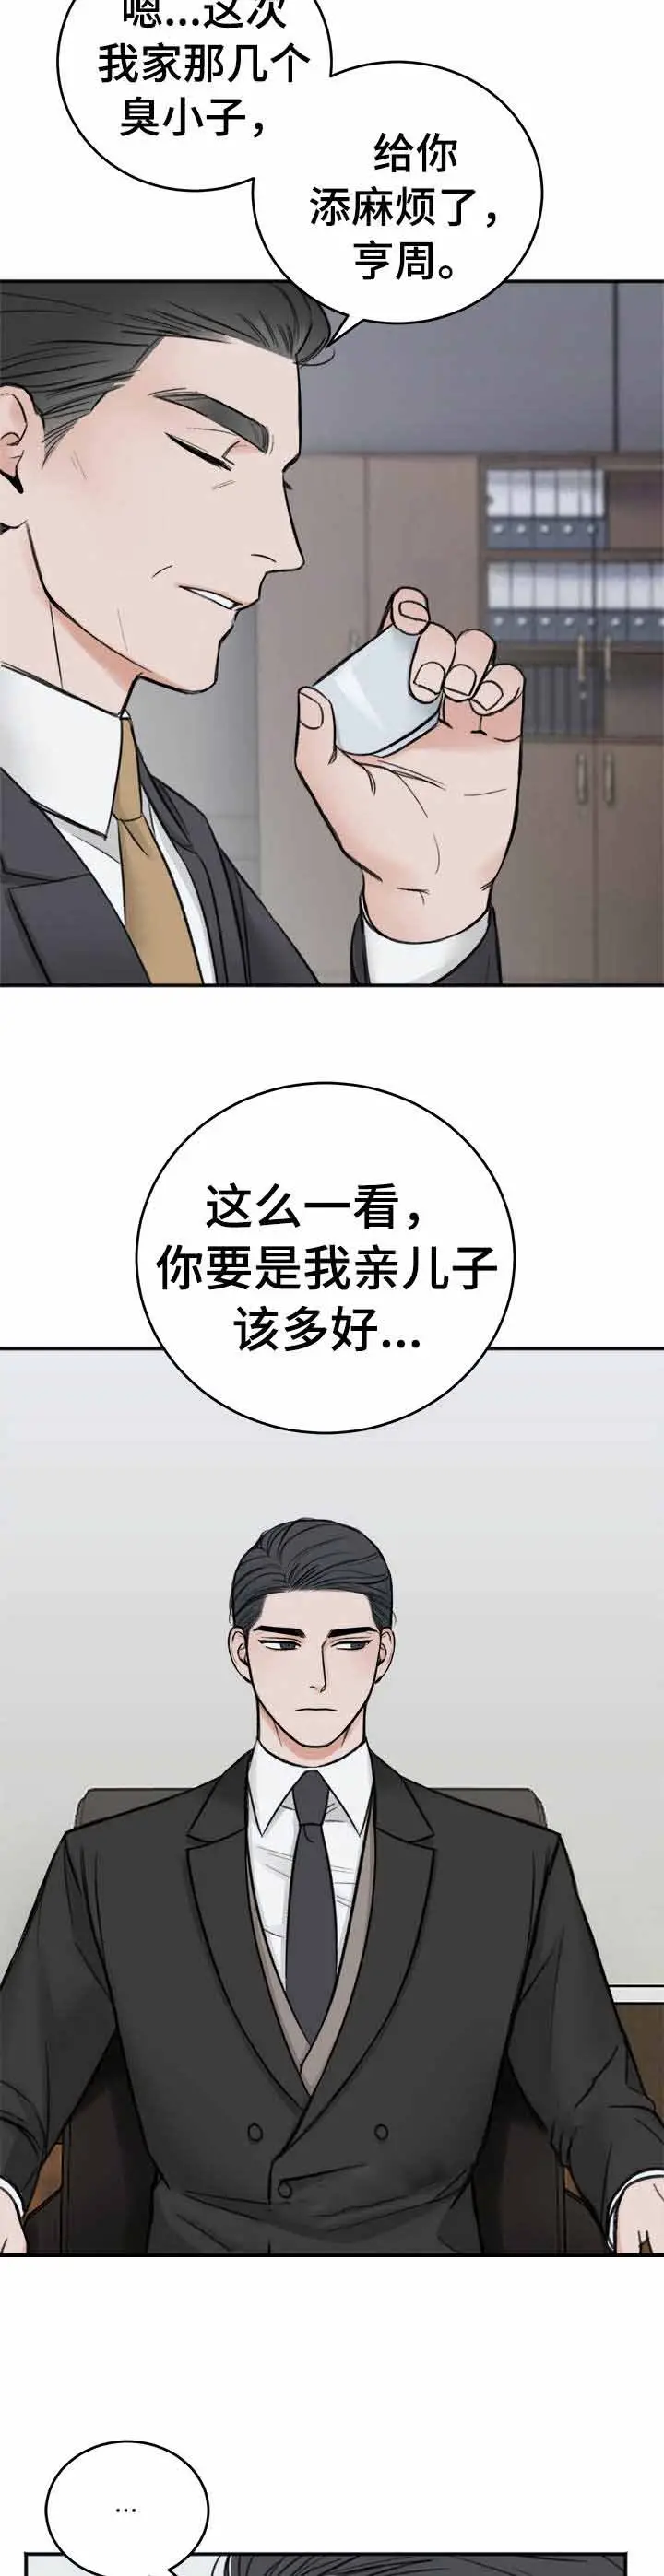 嗯...这次
我家那几个
臭小子，
给你
添麻烦了，
亨周。
这么一看，
你要是我亲儿子
该多好...
...